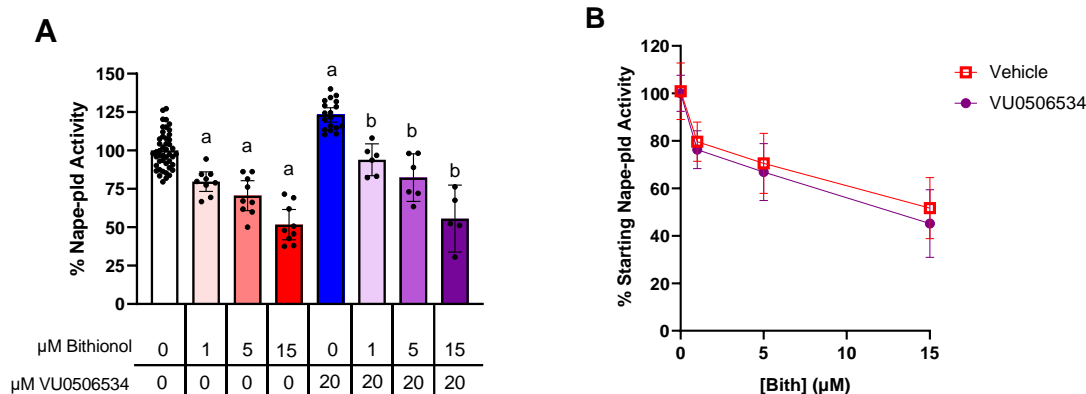 A
% Nape-pld Activity
150
125
100
75
50
25
0
a
a
a
a
b
b
b
µM Bithionol 0 1 5 15 0 1 5 15
µM VU0506534 0 0 0 0 20 20 20 20
B
% Starting Nape-pld Activity
120
100
80
60
40
20
0
0 5 10 15
[Bith] (µM)
Vehicle
VU0506534